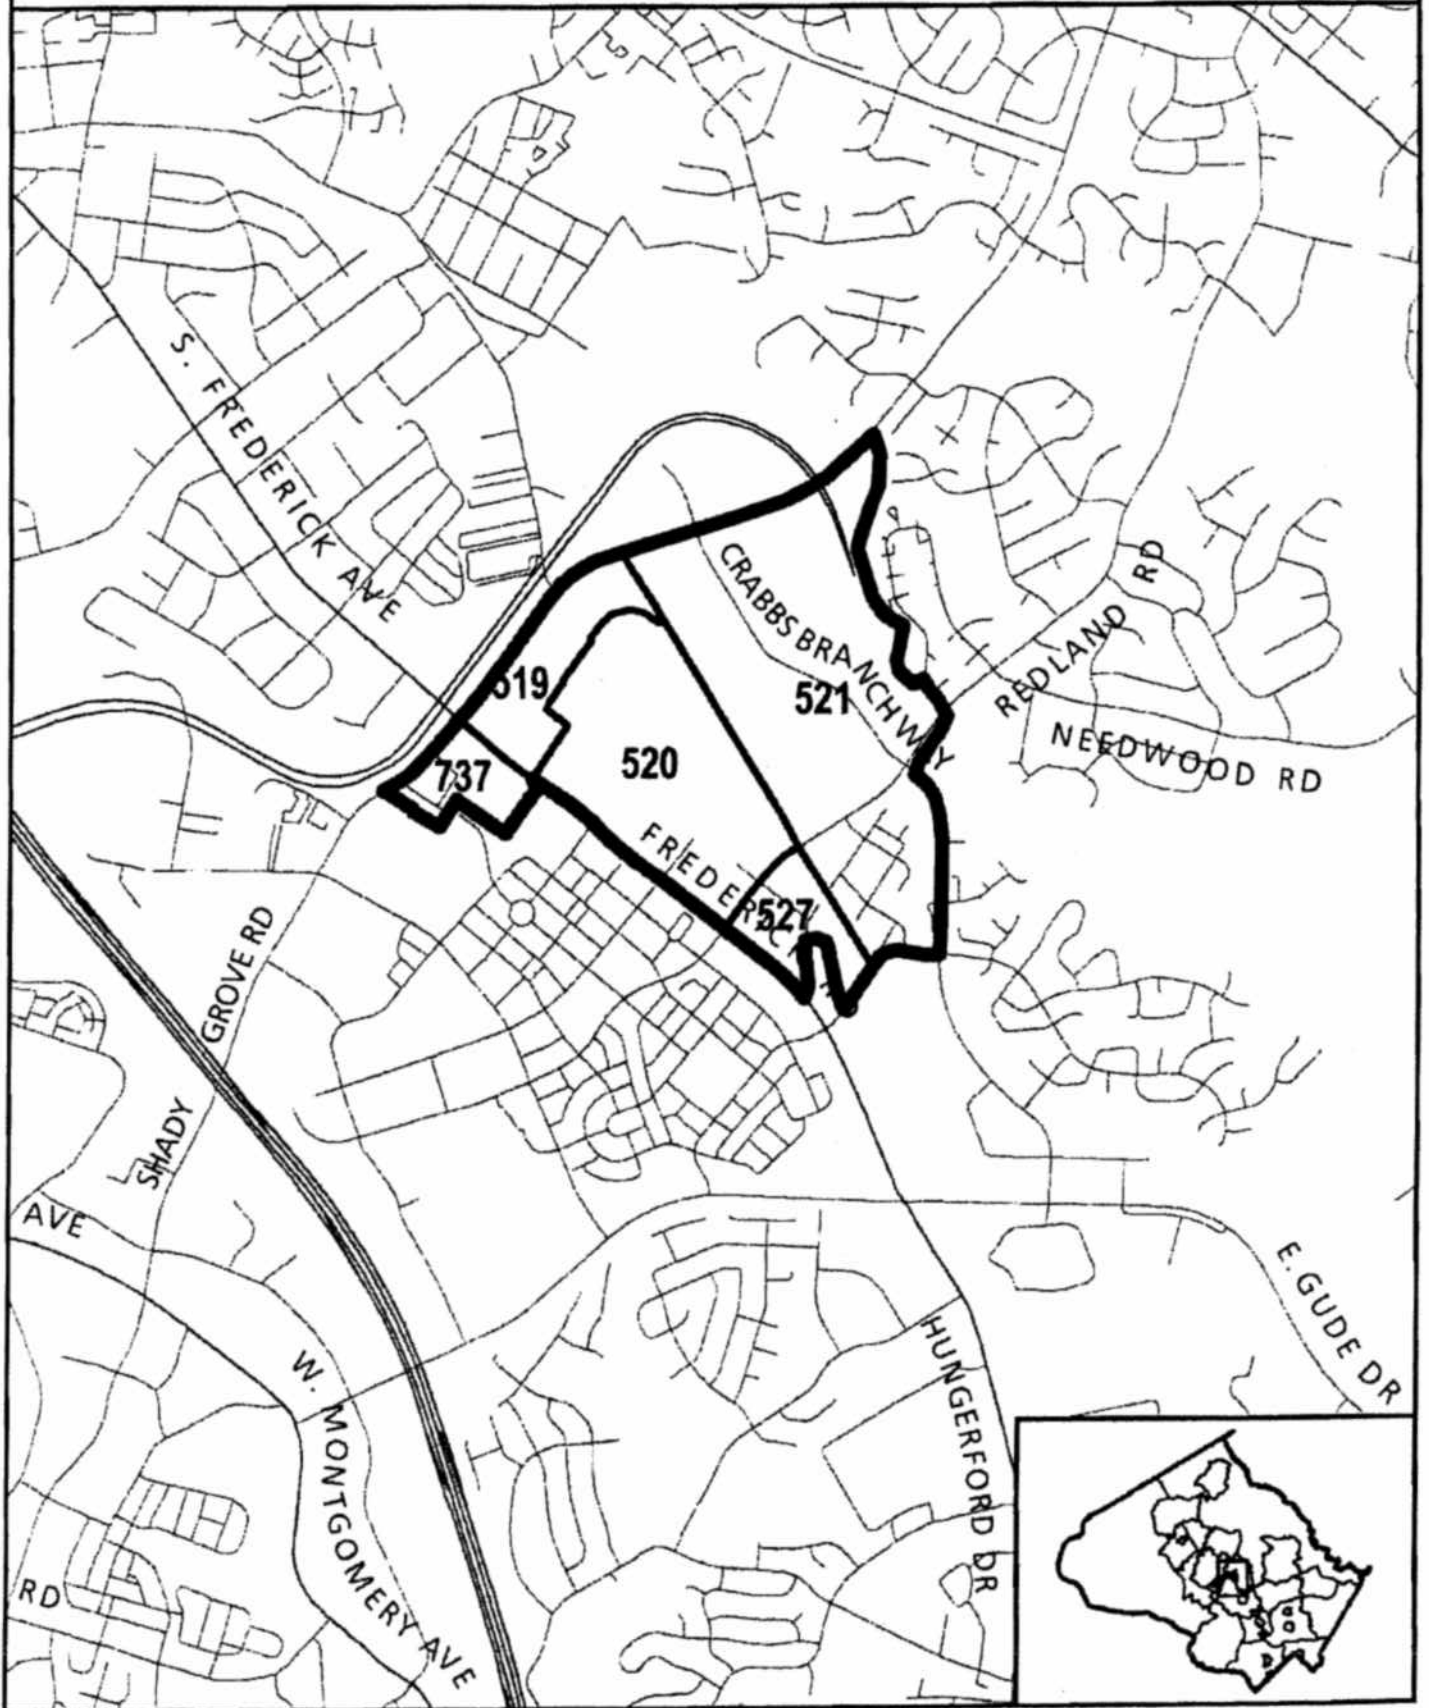 S. FREDERICK AVE
CRABBS BRANCH WAY
REDLAND RD
NEEDWOOD RD
519
521
520
737
527
SHADY GROVE RD
AVE
E. GUDE DR
HUNGERFORD DR
W. MONTGOMERY AVE
RD